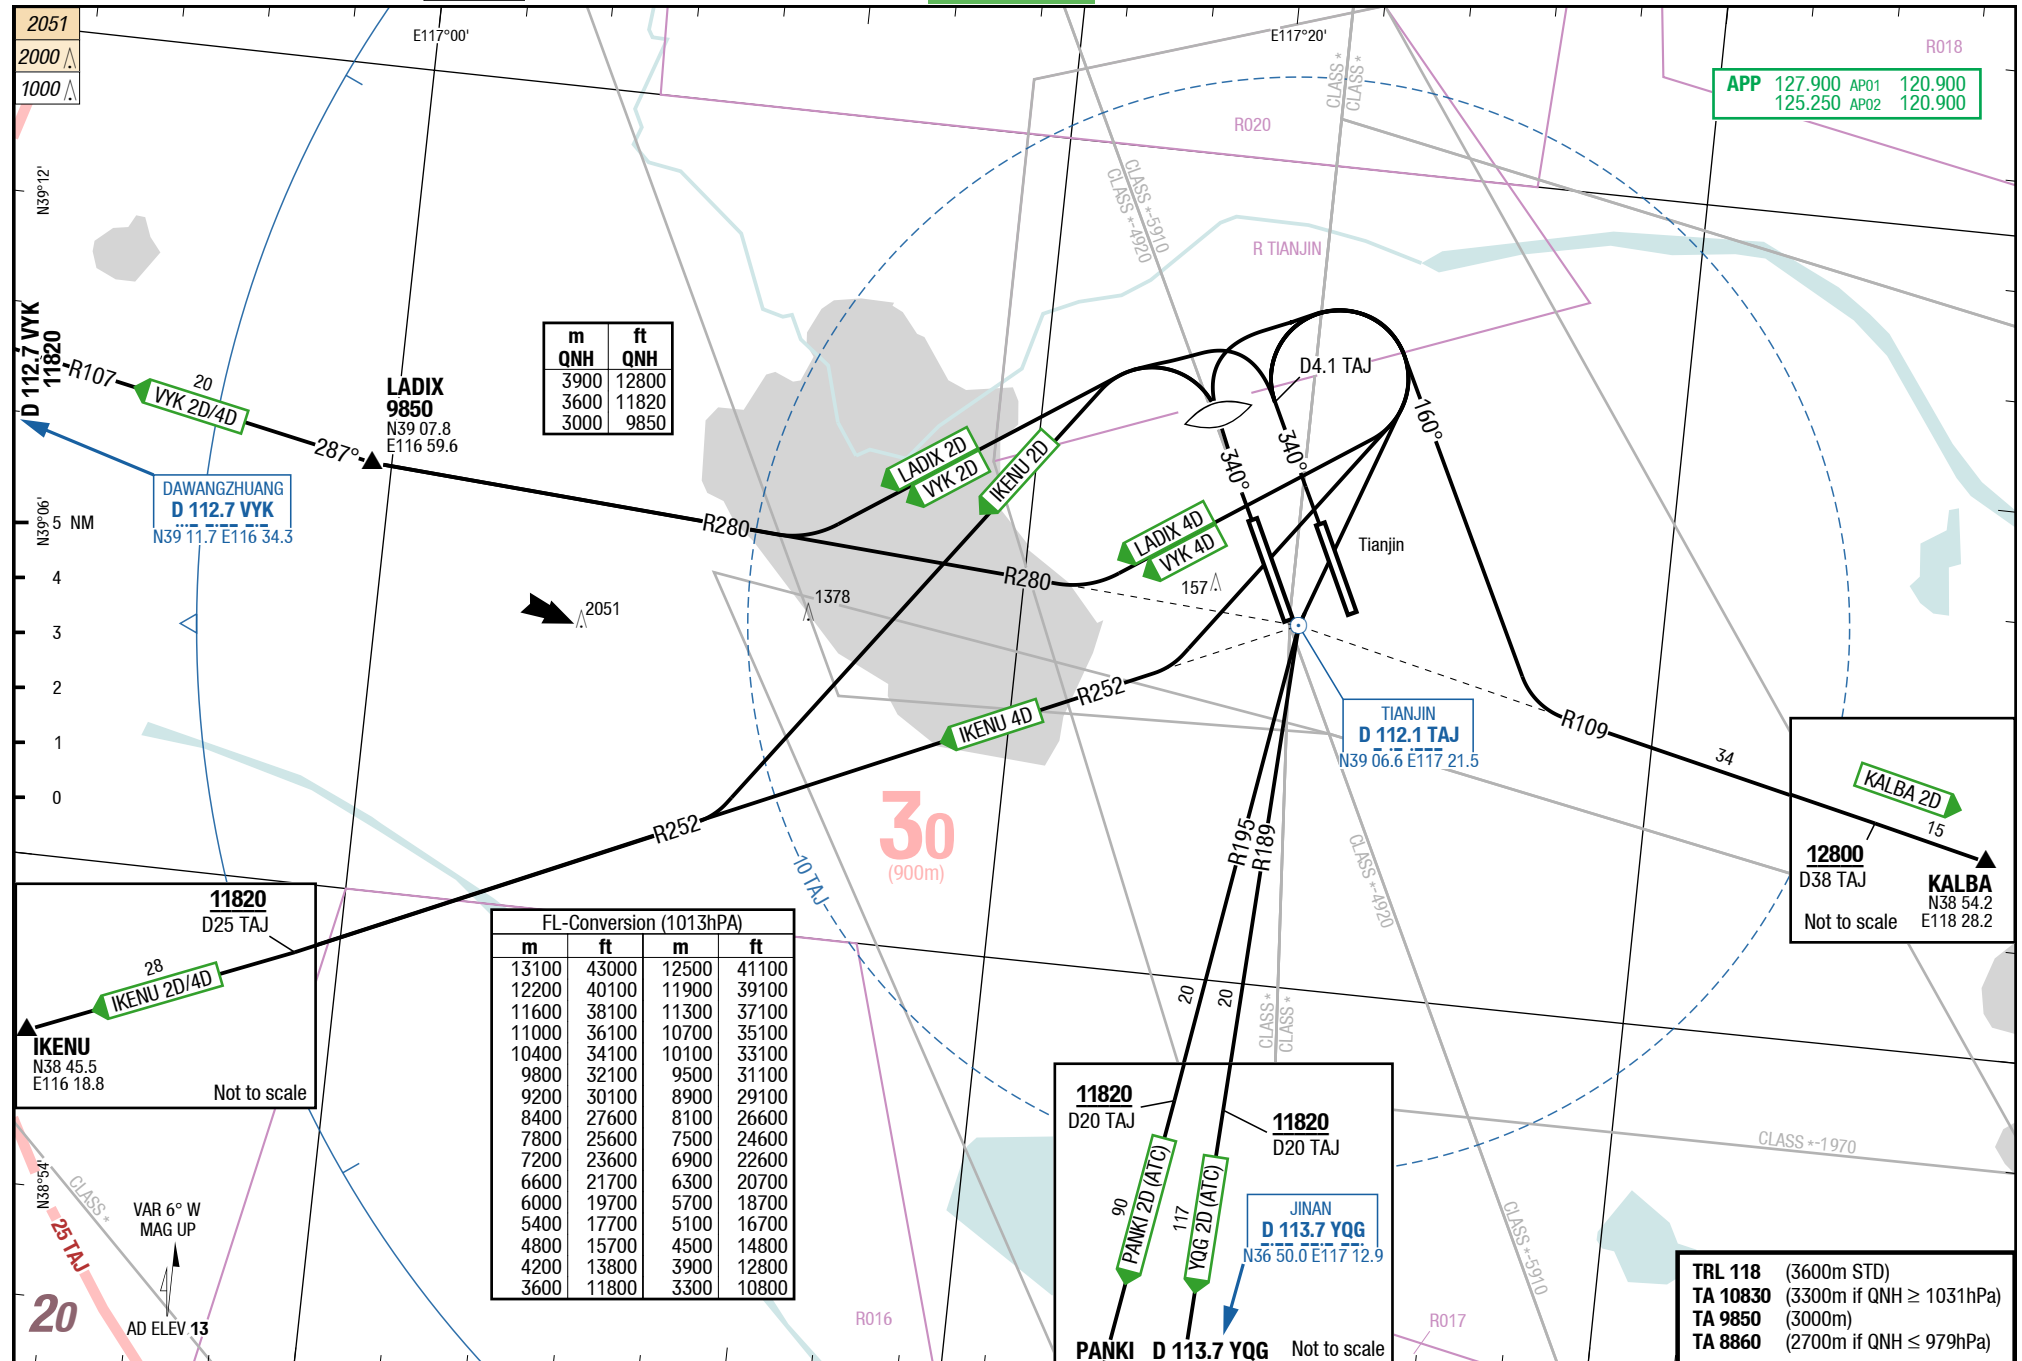 2051
2000
1000
E117°00'
E117°20'
CLASS *
CLASS *
R018
APP 127.900 AP01 120.900
125.250 AP02 120.900
R020
N39°12'
CLASS *-5910
CLASS *-4920
R TIANJIN
D 112.7 VYK
11820
R107
20
VYK 2D/4D
287°
LADIX
9850
N39 07.8
E116 59.6
m ft
QNH QNH
3900 12800
3600 11820
3000 9850
D4.1 TAJ
160°
340°
340°
LADIX 2D
VYK 2D
IKENU 2D
DAWANGZHUANG
D 112.7 VYK
N39 11.7 E116 34.3
N39°06'
5 NM
4
3
2
1
0
R280
R280
LADIX 4D
VYK 4D
157
Tianjin
2051
1378
R252
IKENU 4D
R252
TIANJIN
D 112.1 TAJ
N39 06.6 E117 21.5
R109
34
KALBA 2D
15
12800
D38 TAJ
KALBA
N38 54.2
E118 28.2
Not to scale
30
(900m)
10 TAJ
R195
R189
CLASS *-4920
11820
D25 TAJ
28
IKENU 2D/4D
IKENU
N38 45.5
E116 18.8
Not to scale
FL-Conversion (1013hPA)
m ft m ft
13100 43000 12500 41100
12200 40100 11900 39100
11600 38100 11300 37100
11000 36100 10700 35100
10400 34100 10100 33100
9800 32100 9500 31100
9200 30100 8900 29100
8400 27600 8100 26600
7800 25600 7500 24600
7200 23600 6900 22600
6600 21700 6300 20700
6000 19700 5700 18700
5400 17700 5100 16700
4800 15700 4500 14800
4200 13800 3900 12800
3600 11800 3300 10800
20
20
CLASS *
CLASS *
11820
D20 TAJ
11820
D20 TAJ
90
PANKI 2D (ATC)
117
YQG 2D (ATC)
JINAN
D 113.7 YQG
N36 50.0 E117 12.9
PANKI
D 113.7 YQG
Not to scale
CLASS *-1970
CLASS *-5910
N38°54'
CLASS *
25 TAJ
20
VAR 6° W
MAG UP
AD ELEV 13
R016
R017
TRL 118 (3600m STD)
TA 10830 (3300m if QNH ≥ 1031hPa)
TA 9850 (3000m)
TA 8860 (2700m if QNH ≤ 979hPa)